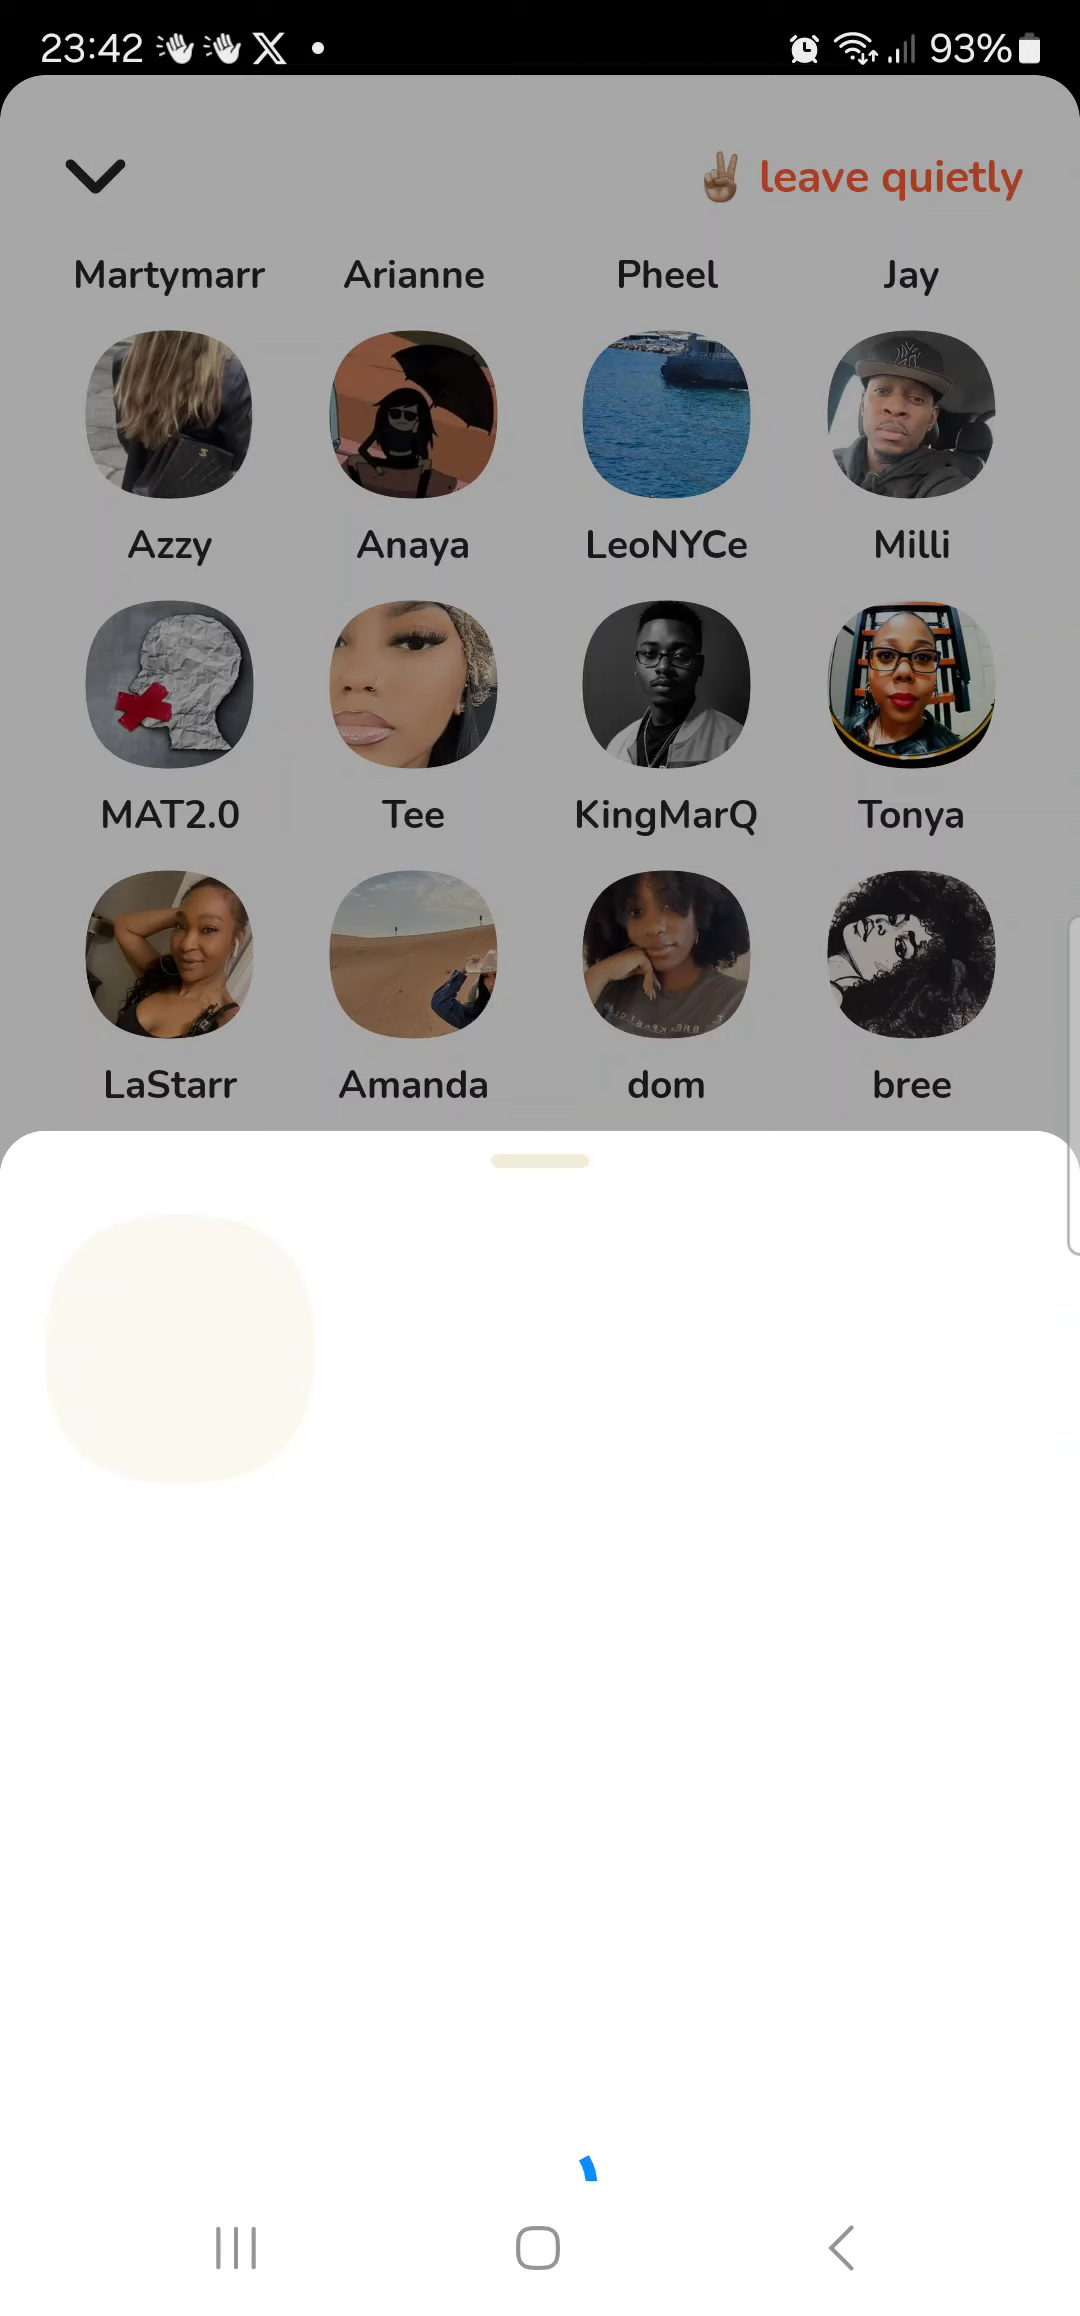 23:42
93%
leave quietly
Martymarr Arianne Pheel Jay
Azzy Anaya LeoNYCe Milli
MAT2.0 Tee KingMarQ Tonya
LaStarr Amanda dom bree